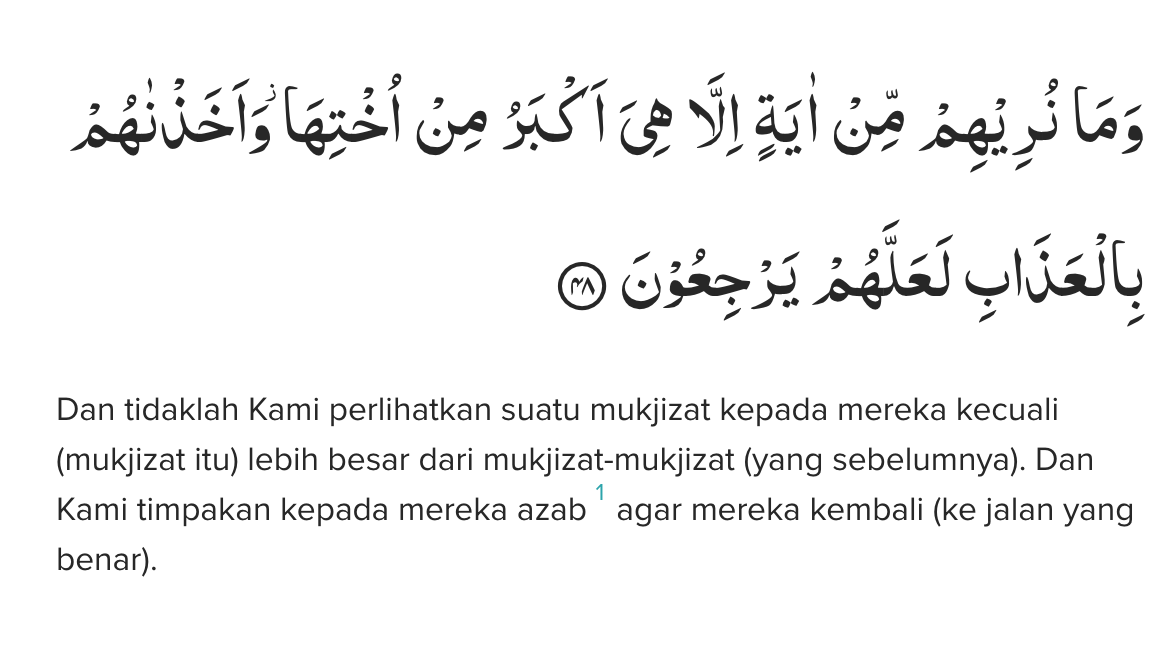 وَمَا نُرِيْهِمْ مِّنْ اٰيَةٍ اِلَّا هِىَ اَكْبَرُ مِنْ اُخْتِهَاۗ وَاَخَذْنٰهُمْ
بِالْعَذَابِ لَعَلَّهُمْ يَرْجِعُوْنَ ۴۸
Dan tidaklah Kami perlihatkan suatu mukjizat kepada mereka kecuali
(mukjizat itu) lebih besar dari mukjizat-mukjizat (yang sebelumnya). Dan
Kami timpakan kepada mereka azab 1 agar mereka kembali (ke jalan yang
benar).